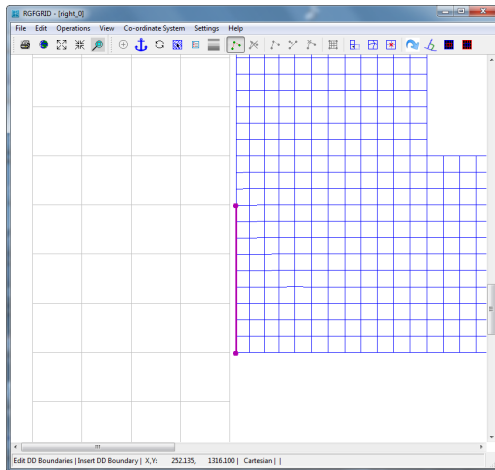 RGFGRID - [right_0]
File Edit Operations View Co-ordinate System Settings Help
Edit DD Boundaries | Insert DD Boundary | X,Y: 252.135, 1316.100 | Cartesian | |